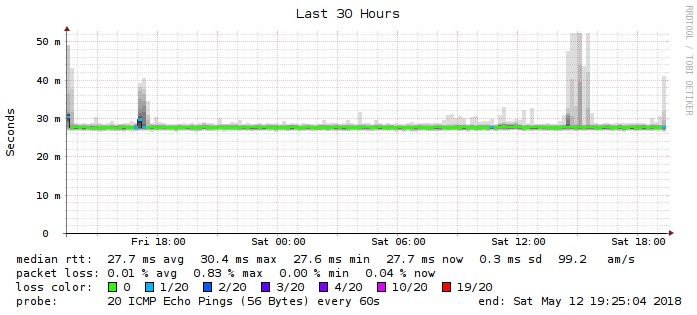 Last 30 Hours
RRDTOOL / TOBI OETIKER
Seconds
50 m
40 m
30 m
20 m
10 m
0
Fri 18:00 Sat 00:00 Sat 06:00 Sat 12:00 Sat 18:00
median rtt: 27.7 ms avg 30.4 ms max 27.6 ms min 27.7 ms now 0.3 ms sd 99.2 am/s
packet loss: 0.01 % avg 0.83 % max 0.00 % min 0.04 % now
loss color: 0 1/20 2/20 3/20 4/20 10/20 19/20
probe: 20 ICMP Echo Pings (56 Bytes) every 60s end: Sat May 12 19:25:04 2018